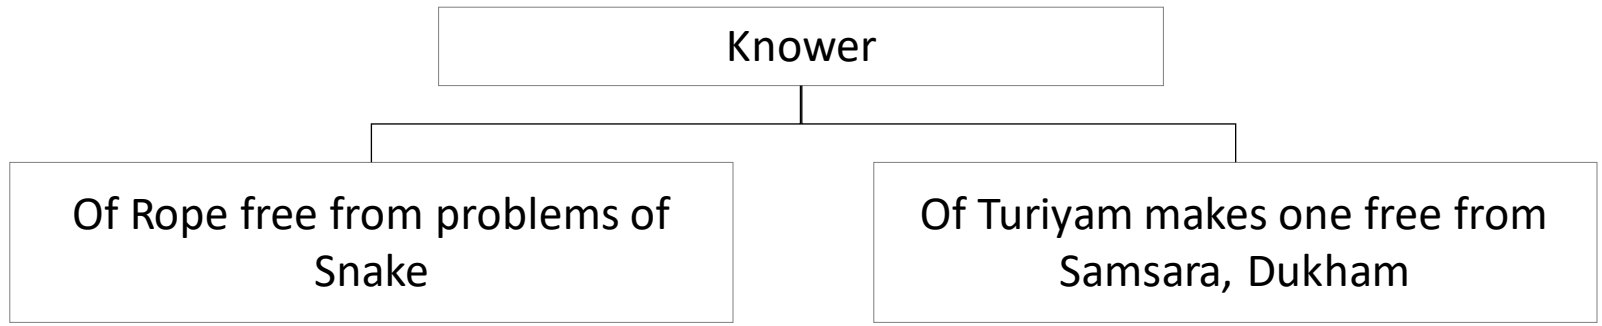 Knower
Of Rope free from problems of
Snake
Of Turiyam makes one free from
Samsara, Dukham